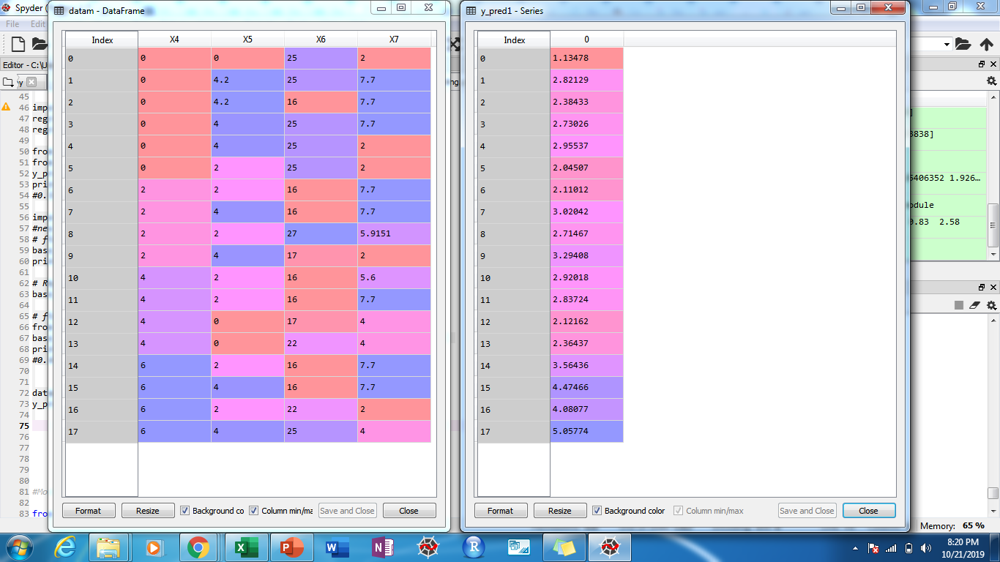 Spyder (
File Edit
Editor - C:\U
y
45
46 imp
47 reg
48 reg
49
50 fro
51 fro
52 y_p
53 pri
54 #0.
55
56 imp
57 #ne
58 # f
59 bas
60 pri
61
62 # R
63 bas
64
65 # f
66 fro
67 bas
68 pri
69 #0.
70
71
72 dat
73 y_p
74
75
76
77
78
79
80
81 #Mo
82
83 fro
datam - DataFrame
Index X4 X5 X6 X7
0 0 0 25 2
1 0 4.2 25 7.7
2 0 4.2 16 7.7
3 0 4 25 7.7
4 0 4 25 2
5 0 2 25 2
6 2 2 16 7.7
7 2 4 16 7.7
8 2 2 27 5.9151
9 2 4 17 2
10 4 2 16 5.6
11 4 2 16 7.7
12 4 0 17 4
13 4 0 22 4
14 6 2 16 7.7
15 6 4 16 7.7
16 6 2 22 2
17 6 4 25 4
Format Resize Background co Column min/ma Save and Close Close
ng
y_pred1 - Series
Index 0
0 1.13478
1 2.82129
2 2.38433
3 2.73026
4 2.95537
5 2.04507
6 2.11012
7 3.02042
8 2.71467
9 3.29408
10 2.92018
11 2.83724
12 2.12162
13 2.36437
14 3.56436
15 4.47466
16 4.08077
17 5.05774
Format Resize Background color Column min/max Save and Close Close
]
3838]
5406352 1.926…
odule
0.83 2.58
Memory: 65 %
8:20 PM
10/21/2019